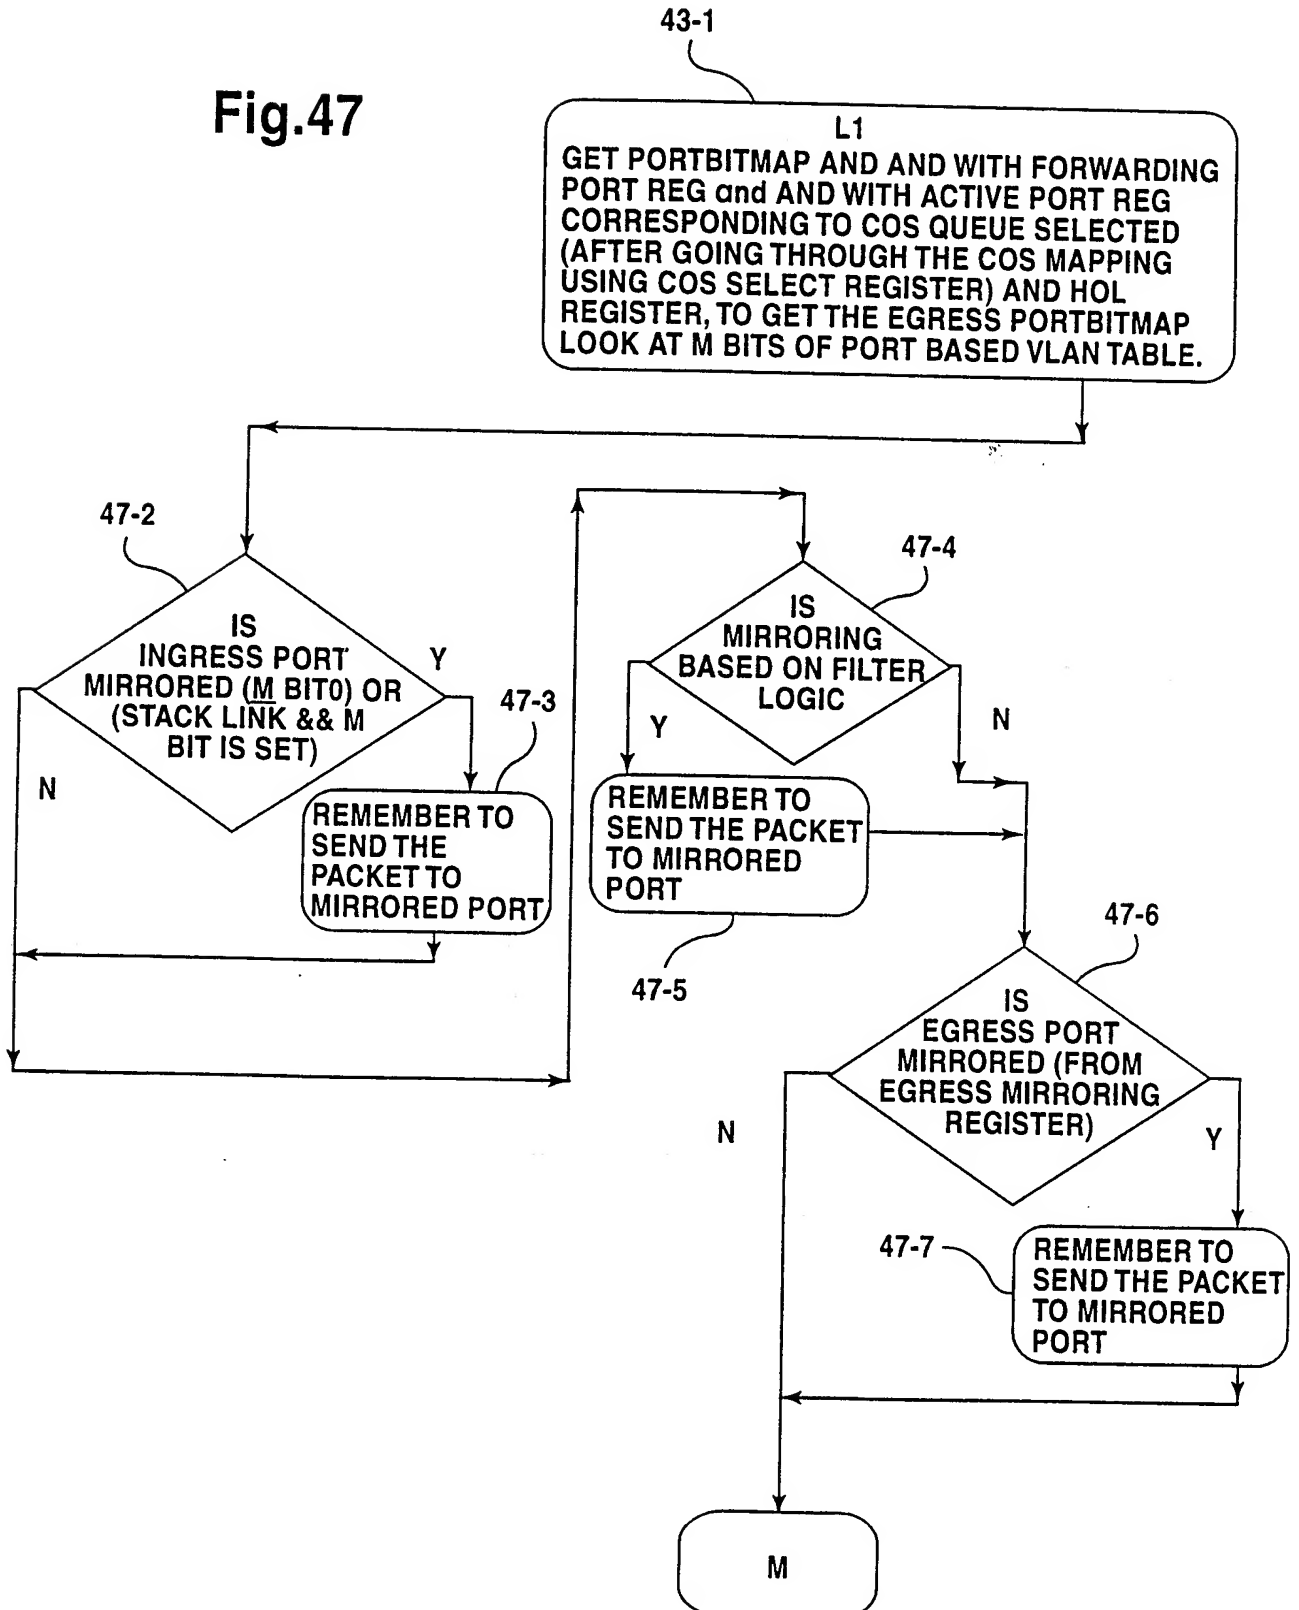 43-1
Fig.47
L1
GET PORTBITMAP AND AND WITH FORWARDING
PORT REG and AND WITH ACTIVE PORT REG
CORRESPONDING TO COS QUEUE SELECTED
(AFTER GOING THROUGH THE COS MAPPING
USING COS SELECT REGISTER) AND HOL
REGISTER, TO GET THE EGRESS PORTBITMAP
LOOK AT M BITS OF PORT BASED VLAN TABLE.
47-2
IS
INGRESS PORT
MIRRORED (M BIT0) OR
(STACK LINK && M
BIT IS SET)
Y
N
47-3
REMEMBER TO
SEND THE
PACKET TO
MIRRORED PORT
47-4
IS
MIRRORING
BASED ON FILTER
LOGIC
Y
N
REMEMBER TO
SEND THE PACKET
TO MIRRORED
PORT
47-5
47-6
IS
EGRESS PORT
MIRRORED (FROM
EGRESS MIRRORING
REGISTER)
N
Y
47-7
REMEMBER TO
SEND THE PACKET
TO MIRRORED
PORT
M